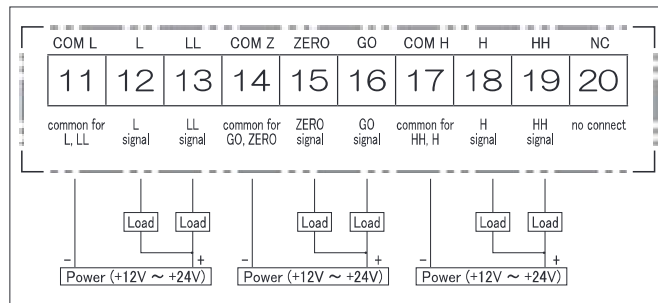 COM L L LL COM Z ZERO GO COM H H HH NC
11 12 13 14 15 16 17 18 19 20
common for L, LL L signal LL signal common for GO, ZERO ZERO signal GO signal common for HH, H H signal HH signal no connect
Load Load Load Load Load Load
- + - + - +
Power (+12V ～ +24V) Power (+12V ～ +24V) Power (+12V ～ +24V)